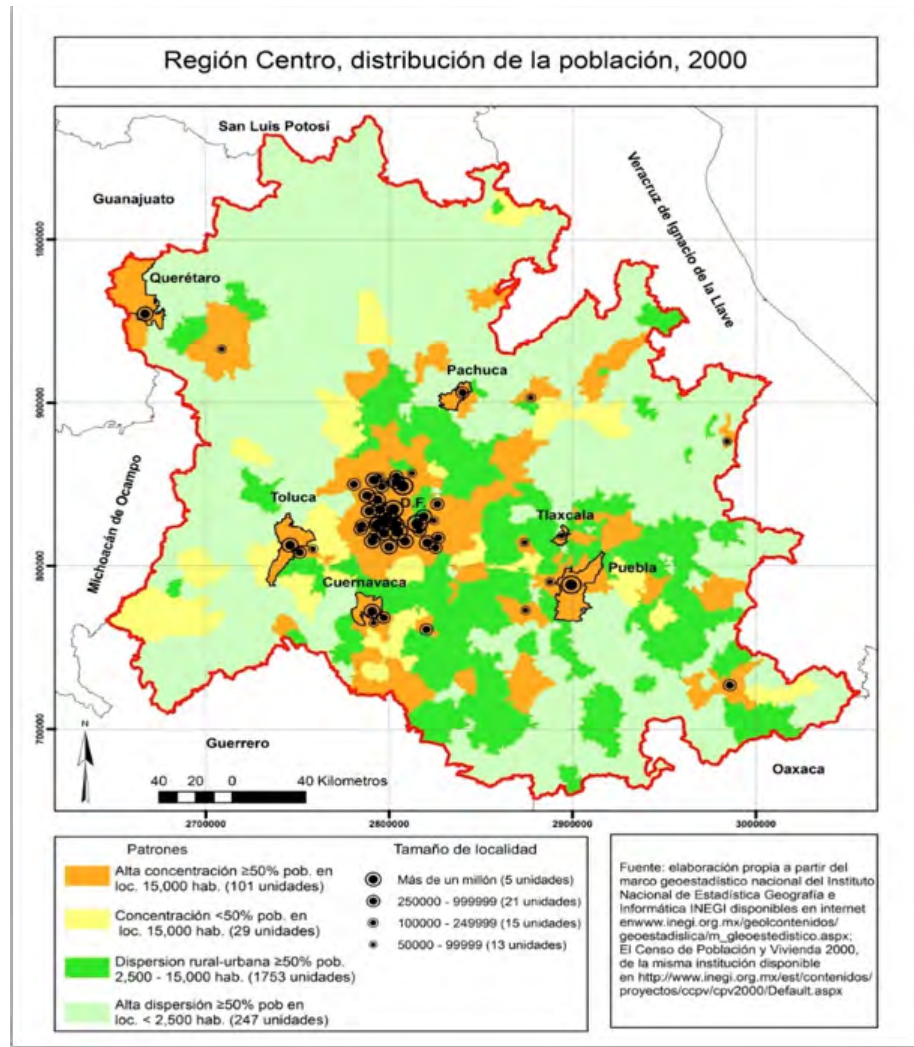 Región Centro, distribución de la población, 2000
San Luis Potosí
Guanajuato
Veracruz de Ignacio de la Llave
Querétaro
Pachuca
Michoacán de Ocampo
Toluca
D.F.
Tlaxcala
Cuernavaca
Puebla
Guerrero
Oaxaca
1000000
900000
800000
700000
N
40 20 0 40 Kilometros
2700000 2800000 2900000 3000000
Patrones
Alta concentración ≥50% pob. en
loc. 15,000 hab. (101 unidades)
Concentración <50% pob. en
loc. 15,000 hab. (29 unidades)
Dispersion rural-urbana ≥50% pob.
2,500 - 15,000 hab. (1753 unidades)
Alta dispersión ≥50% pob en
loc. < 2,500 hab. (247 unidades)
Tamaño de localidad
Más de un millón (5 unidades)
250000 - 999999 (21 unidades)
100000 - 249999 (15 unidades)
50000 - 99999 (13 unidades)
Fuente: elaboración propia a partir del
marco geoestadístico nacional del Instituto
Nacional de Estadística Geografía e
Informática INEGI disponibles en internet
enwww.inegi.org.mx/geolcontenidos/
geoestadislica/m_gleoestedistico.aspx;
El Censo de Población y Vivienda 2000,
de la misma institución disponible
en http://www.inegi.org.mx/est/contenidos/
proyectos/ccpv/cpv2000/Default.aspx